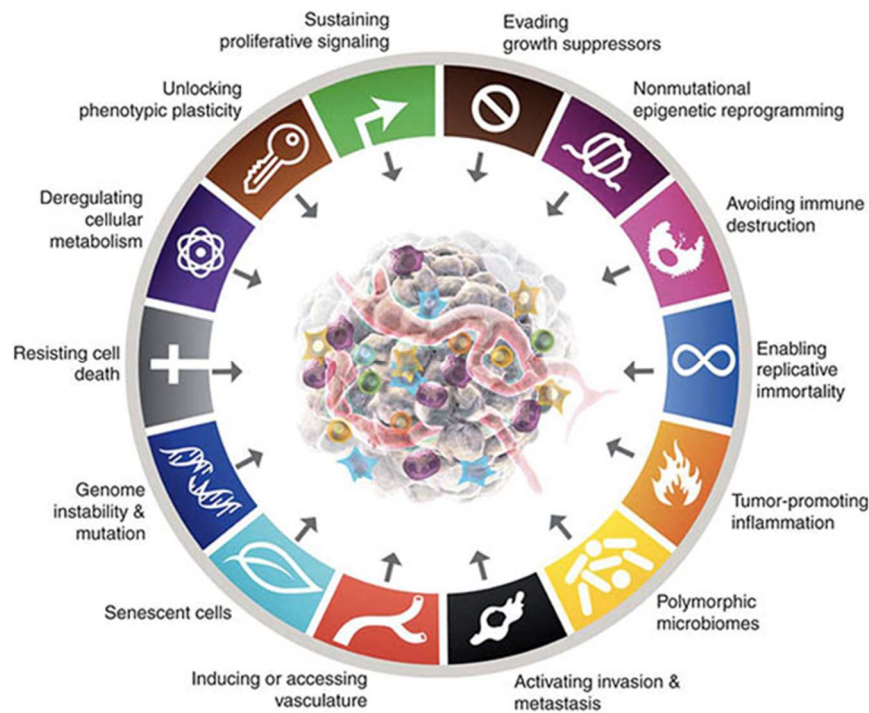 Sustaining
proliferative signaling
Evading
growth suppressors
Nonmutational
epigenetic reprogramming
Avoiding immune
destruction
Enabling
replicative
immortality
Tumor-promoting
inflammation
Polymorphic
microbiomes
Activating invasion &
metastasis
Inducing or accessing
vasculature
Senescent cells
Genome
instability &
mutation
Resisting cell
death
Deregulating
cellular
metabolism
Unlocking
phenotypic plasticity